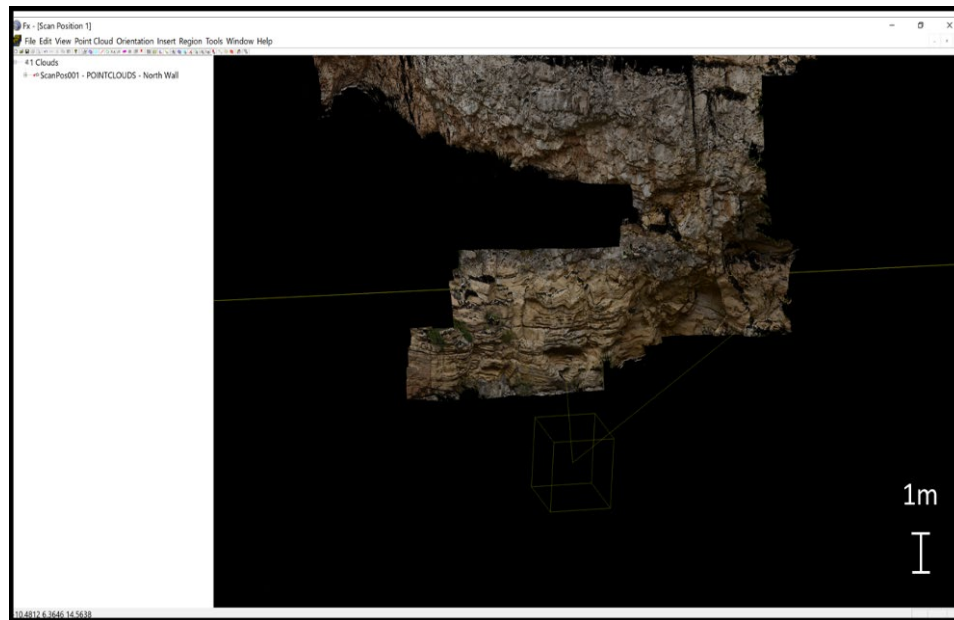 Fx - [Scan Position 1]
File Edit View Point Cloud Orientation Insert Region Tools Window Help
41 Clouds
ScanPos001 - POINTCLOUDS - North Wall
1m
10.4812 6.3646 14.5638